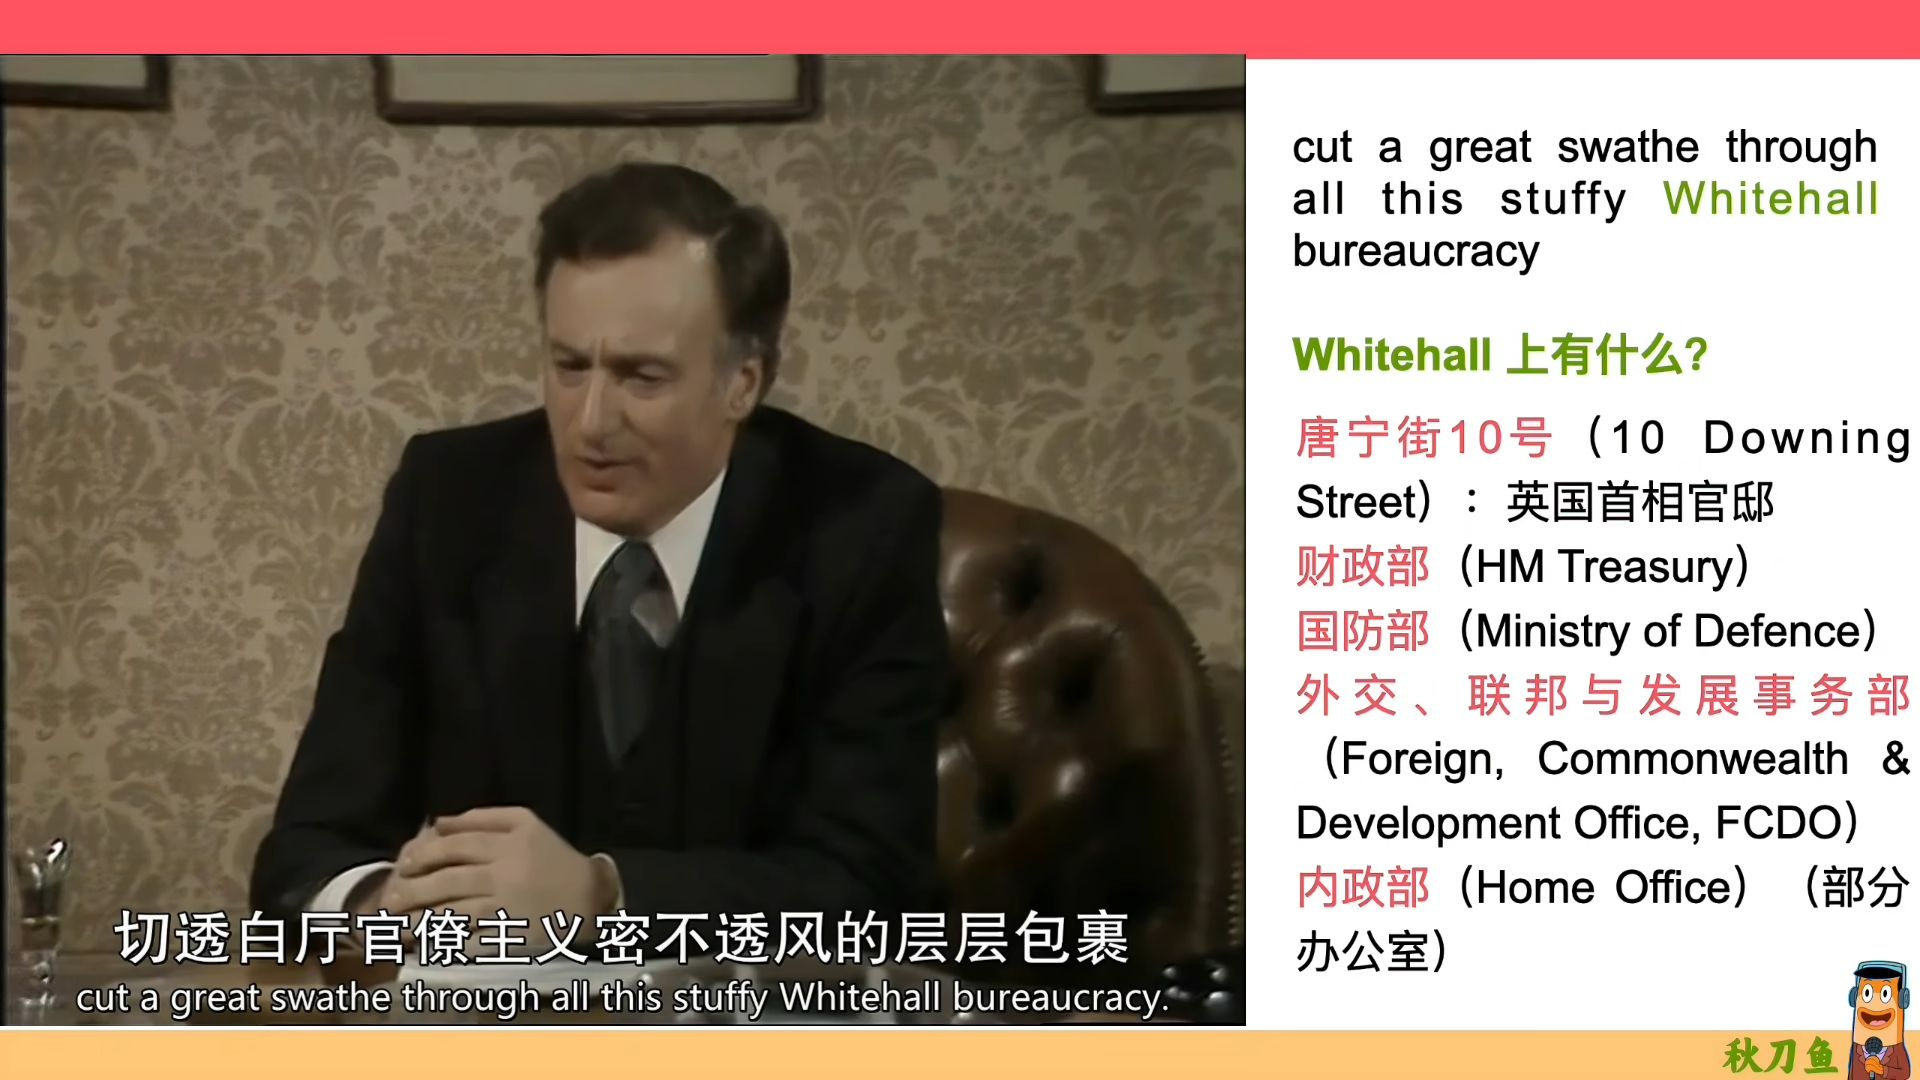 cut a great swathe through
all this stuffy Whitehall
bureaucracy
Whitehall 上有什么?
唐宁街10号（10 Downing
Street）：英国首相官邸
财政部（HM Treasury）
国防部（Ministry of Defence）
外交、联邦与发展事务部
（Foreign, Commonwealth &
Development Office, FCDO）
内政部（Home Office）（部分
办公室）
切透白厅官僚主义密不透风的层层包裹
cut a great swathe through all this stuffy Whitehall bureaucracy.
秋刀鱼